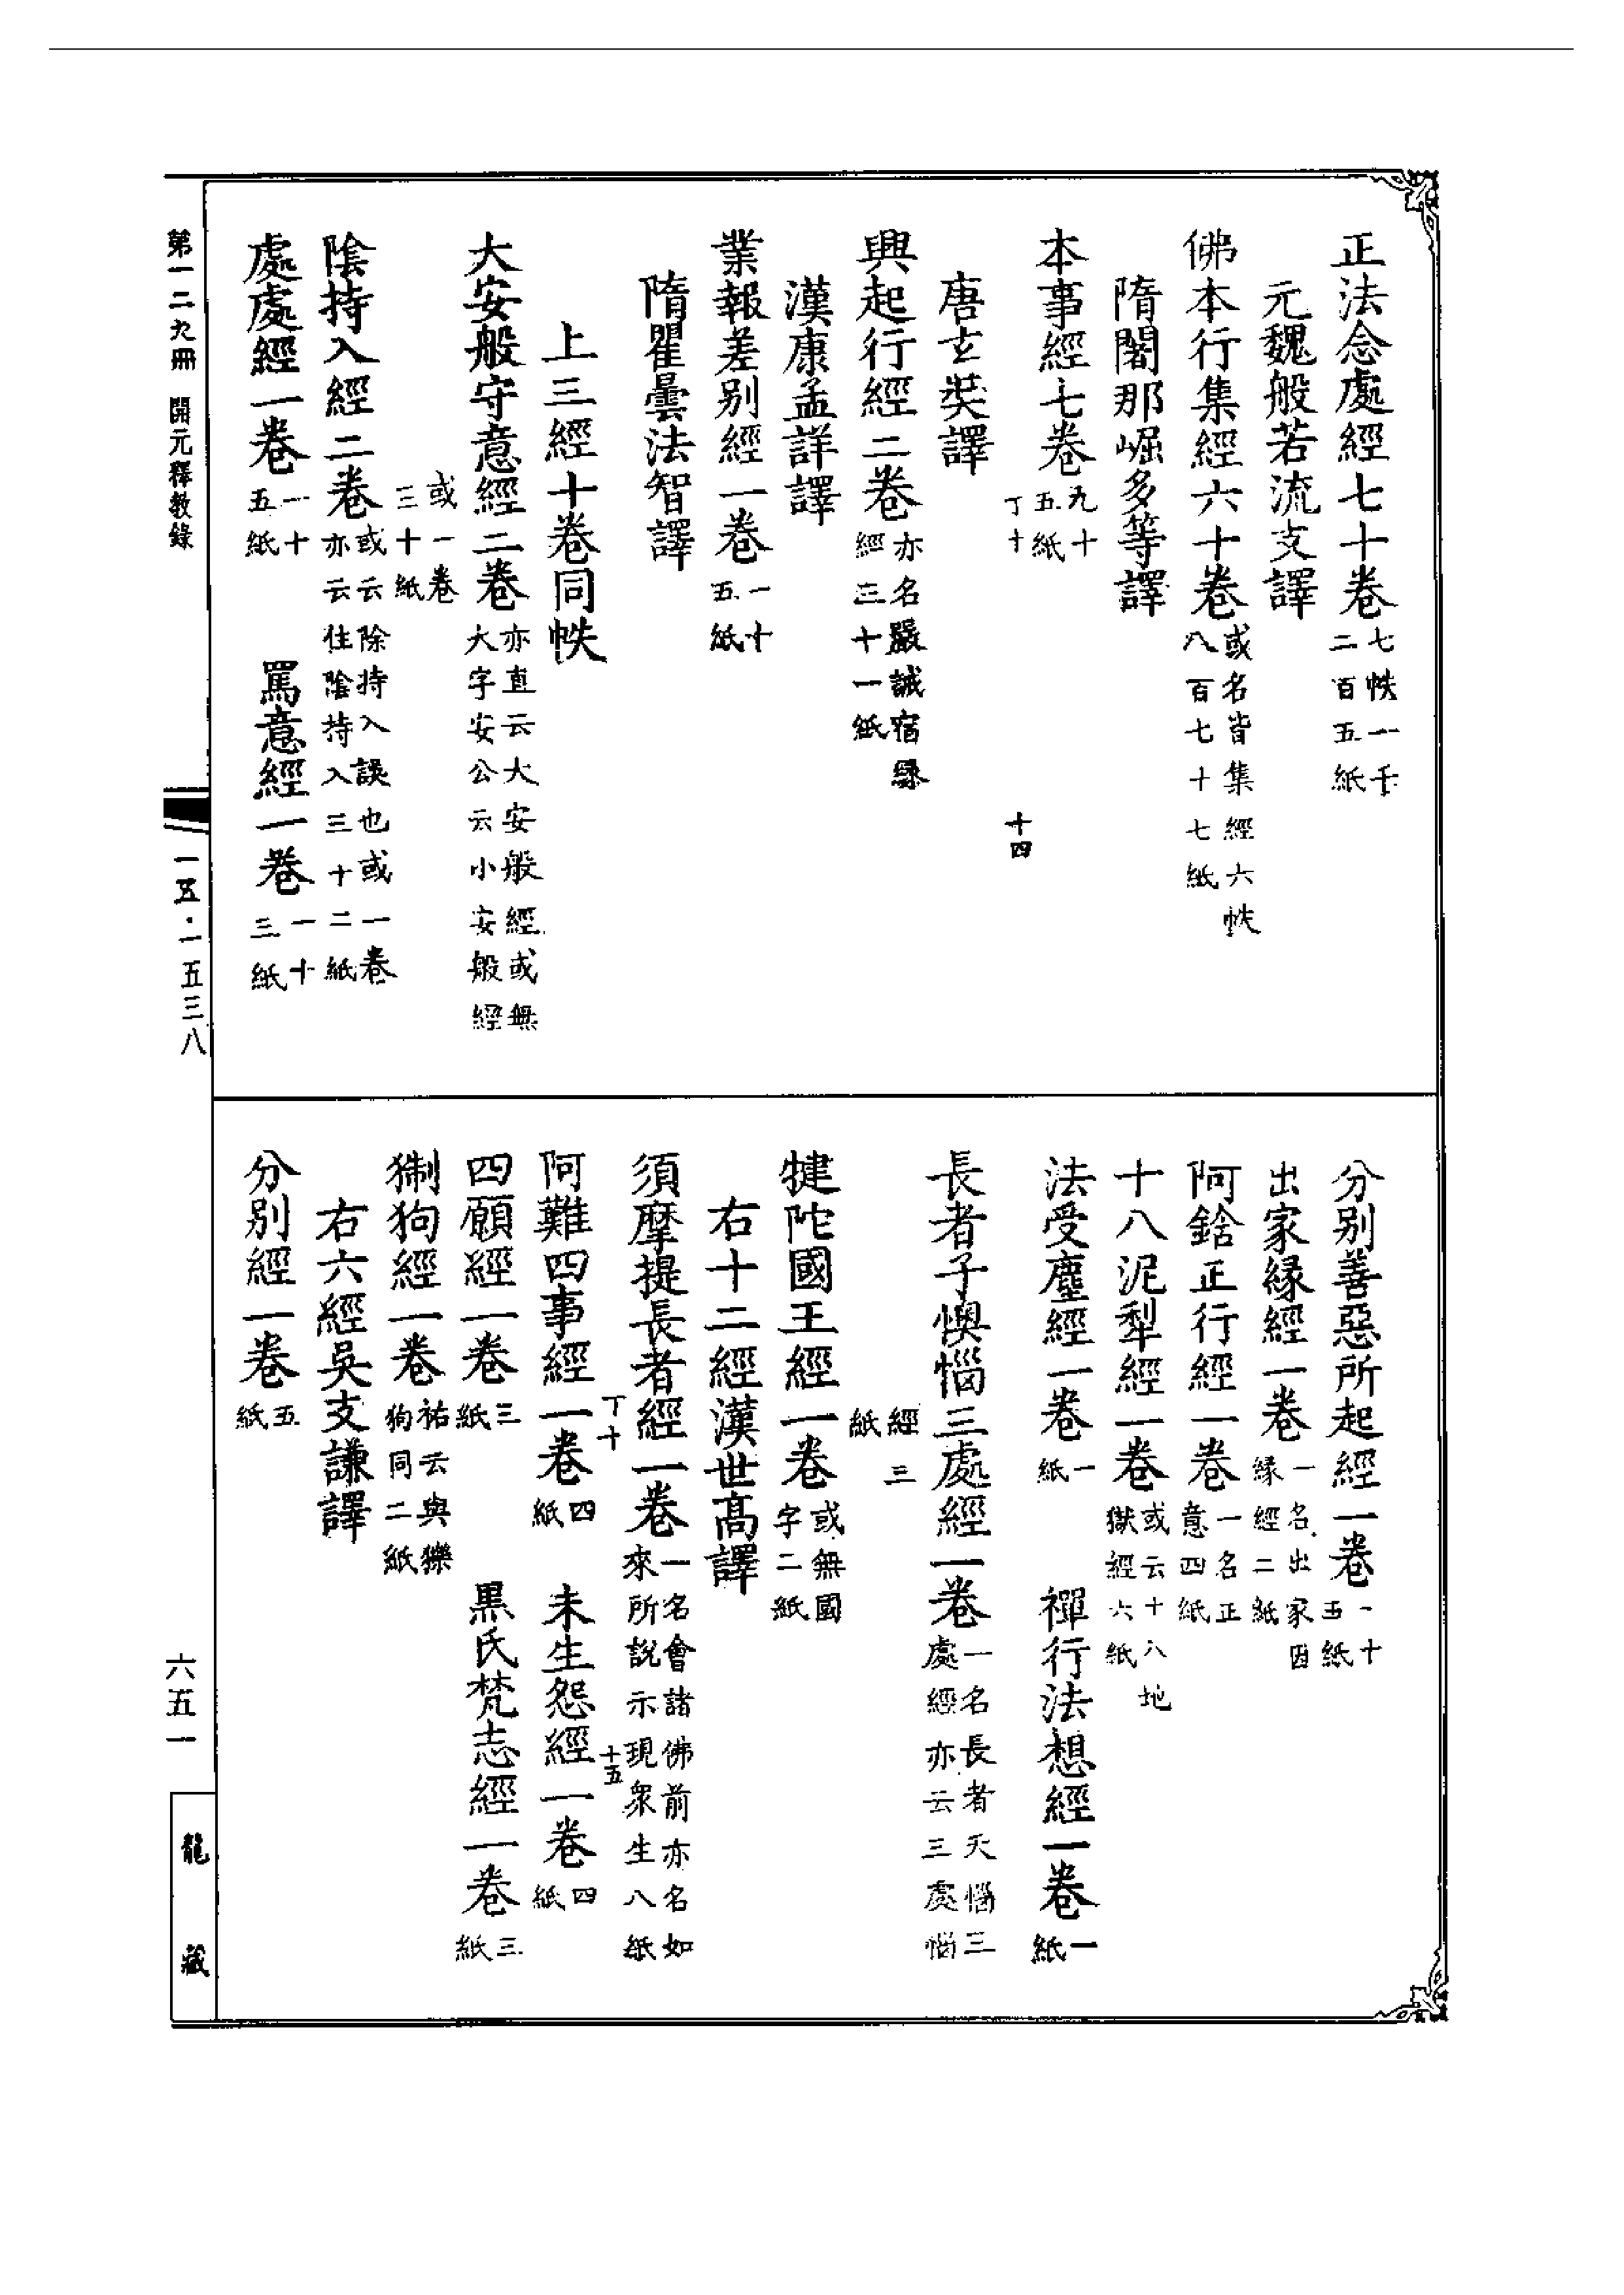 正法念處經七十卷七帙一千二百五紙
元魏般若流支譯
佛本行集經六十卷或名皆集經六帙八百七十七紙
隋闍那崛多等譯
本事經七卷九十五紙
丁十 十四
唐玄奘譯
興起行經二卷亦名嚴誡宿緣經三十一紙
漢康孟詳譯
業報差別經一卷一十五紙
隋瞿曇法智譯
上三經十卷同帙
大安般守意經二卷亦直云大安般經或無大字安公云小安般經
或一卷三十紙
陰持入經二卷或云除持入誤也或一卷亦云住陰持入三十二紙
處處經一卷一十五紙 罵意經一卷一十三紙
分別善惡所起經一卷一十五紙
出家緣經一卷一名出家因緣經二紙
阿鋡正行經一卷一名正意四紙
十八泥犁經一卷或云十八地獄經六紙
法受塵經一卷一紙 禪行法想經一卷一紙
長者子懊惱三處經一卷一名長者夭惱三處經亦云三處惱
經三紙
犍陀國王經一卷或無國字二紙
右十二經漢世高譯
須摩提長者經一卷一名會諸佛前亦名如來所說示現衆生八紙
丁十 十五
阿難四事經一卷四紙 未生怨經一卷四紙
四願經一卷三紙 黑氏梵志經一卷三紙
猘狗經一卷祐云與㹡狗同二紙
右六經吳支謙譯
分別經一卷五紙
第一二九冊 開元釋教錄
一五·一五三八
六五一
龍藏